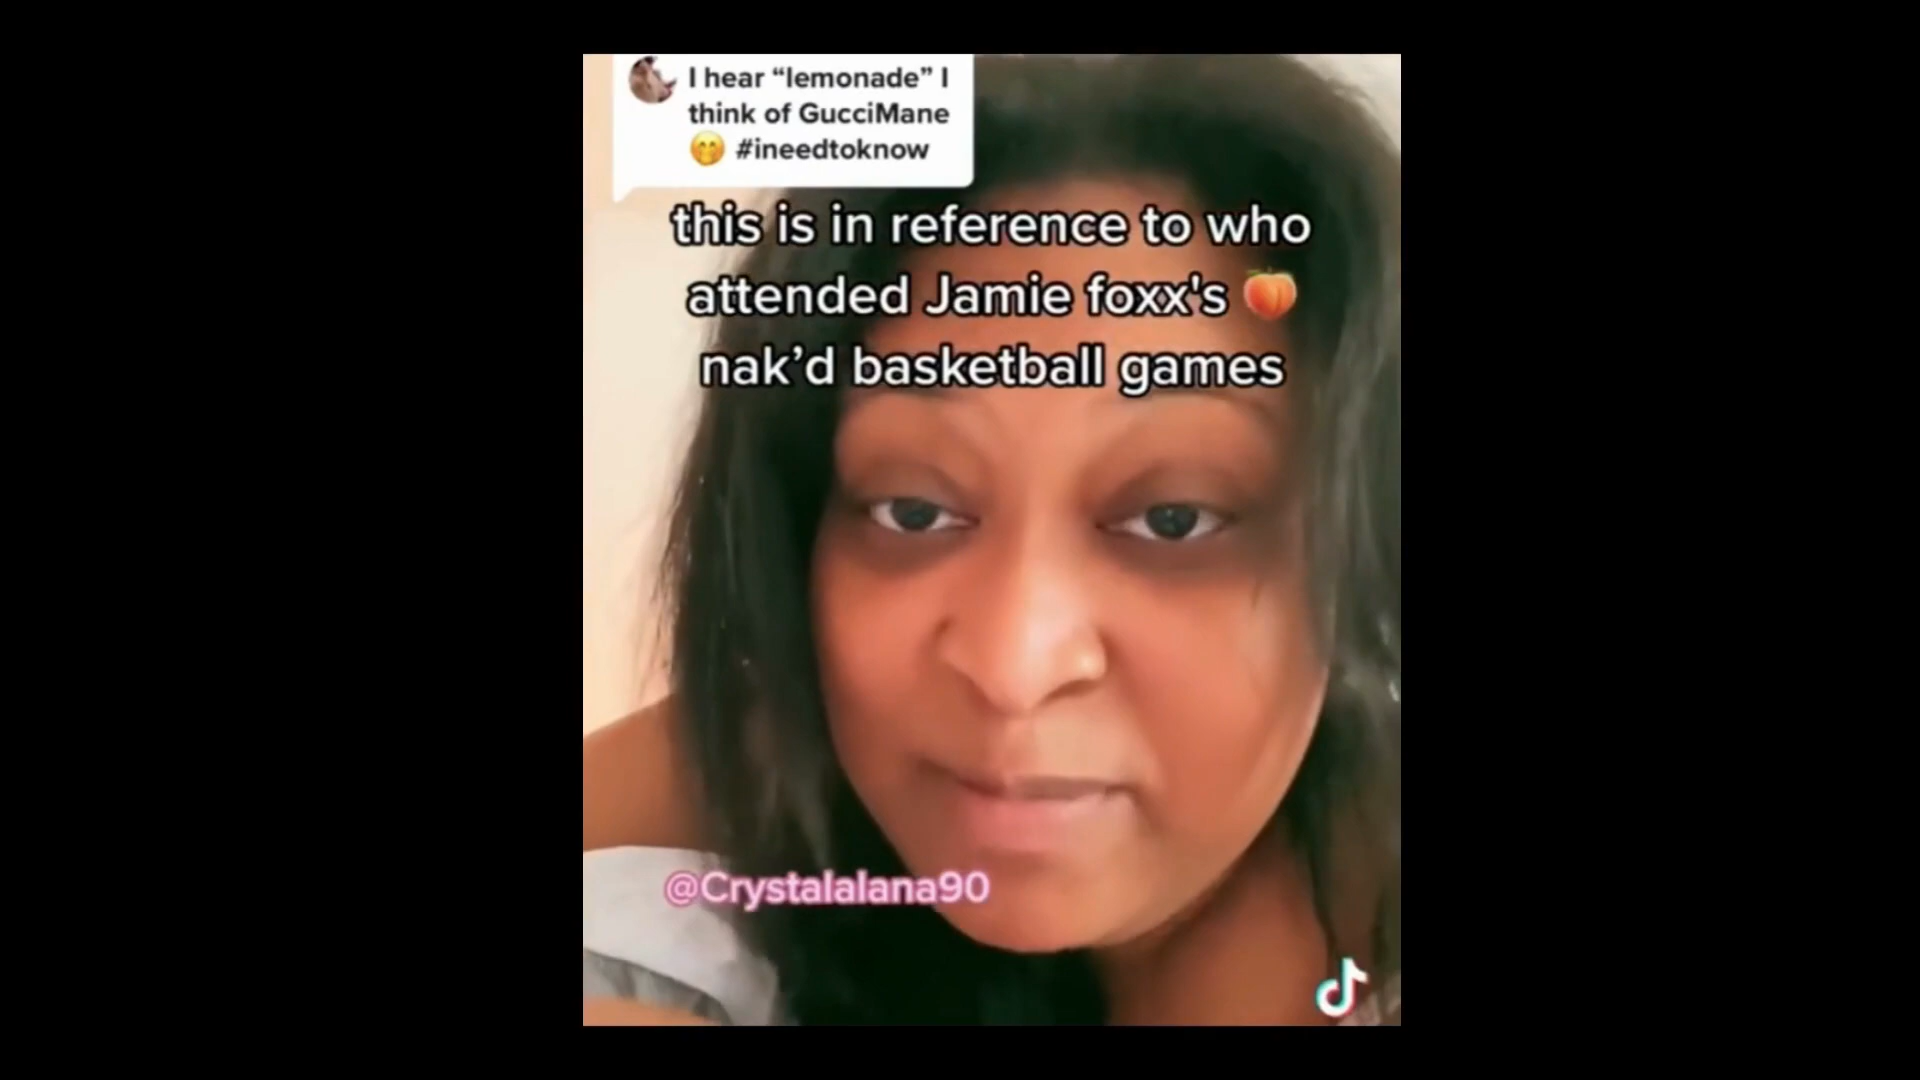 I hear “lemonade” I
think of GucciMane
🤭 #ineedtoknow
this is in reference to who
attended Jamie foxx's 🍑
nak’d basketball games
@Crystalalana90